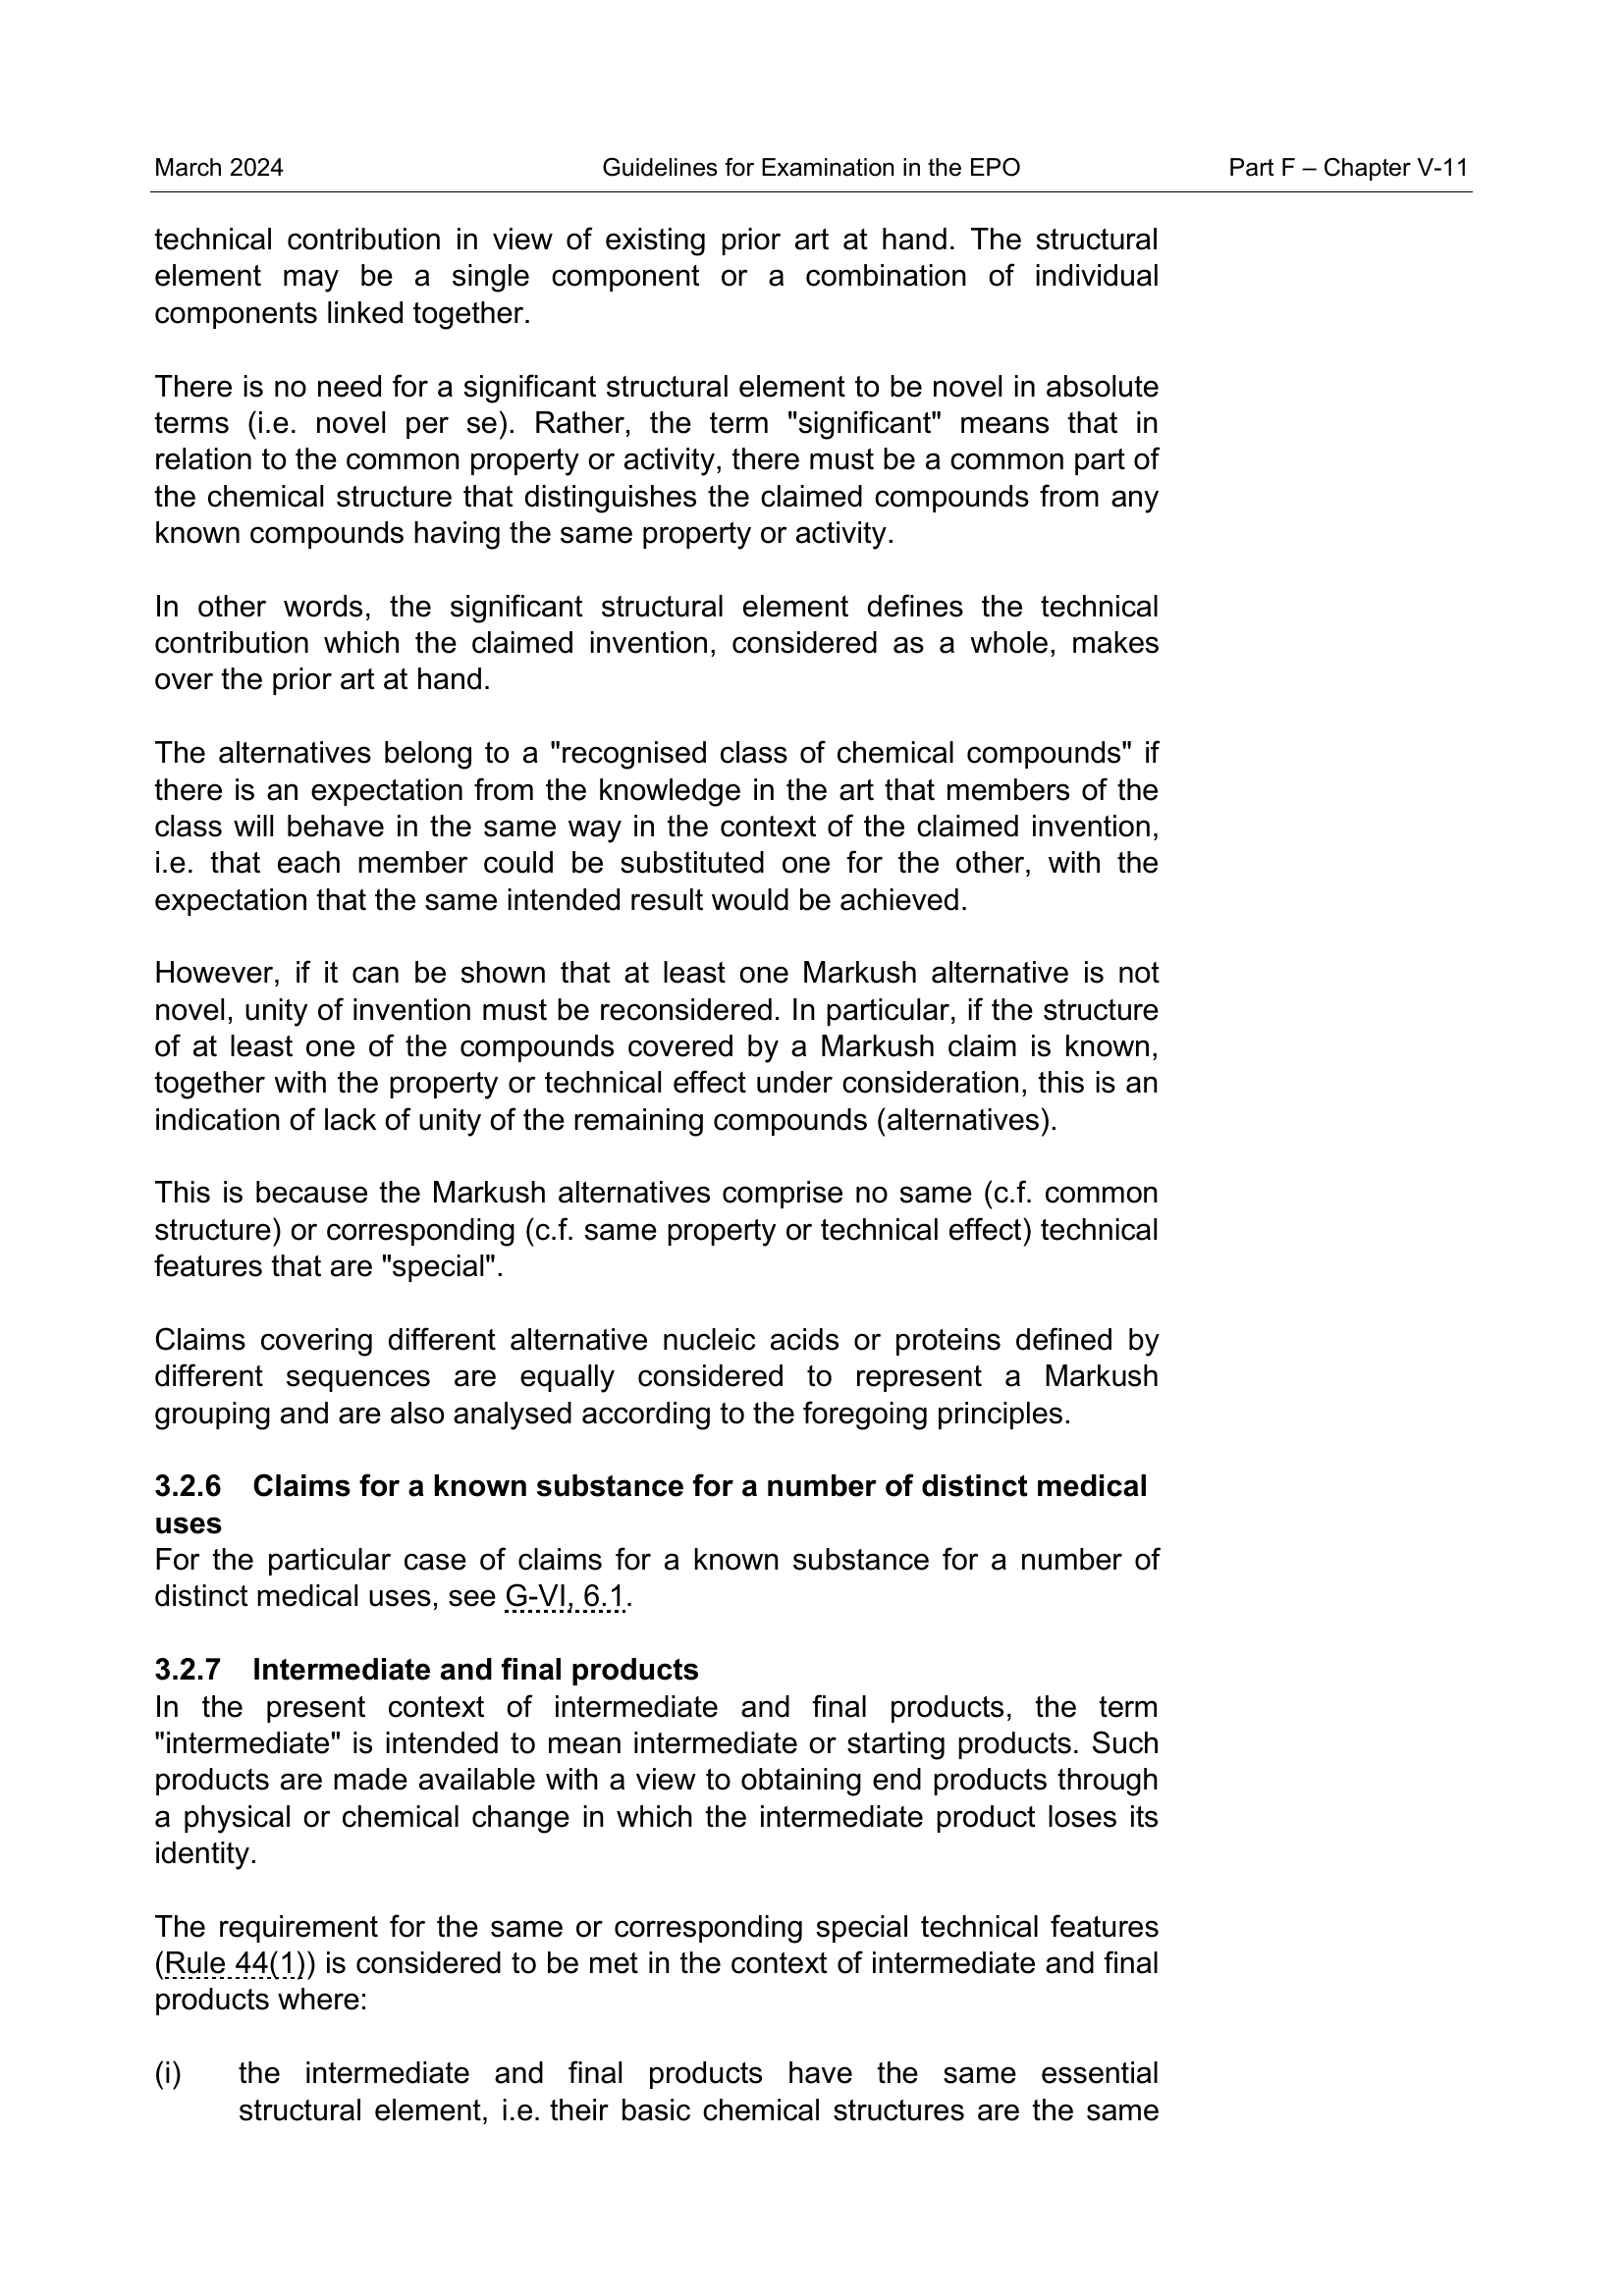 March 2024 Guidelines for Examination in the EPO Part F – Chapter V-11
technical contribution in view of existing prior art at hand. The structural
element may be a single component or a combination of individual
components linked together.
There is no need for a significant structural element to be novel in absolute
terms (i.e. novel per se). Rather, the term "significant" means that in
relation to the common property or activity, there must be a common part of
the chemical structure that distinguishes the claimed compounds from any
known compounds having the same property or activity.
In other words, the significant structural element defines the technical
contribution which the claimed invention, considered as a whole, makes
over the prior art at hand.
The alternatives belong to a "recognised class of chemical compounds" if
there is an expectation from the knowledge in the art that members of the
class will behave in the same way in the context of the claimed invention,
i.e. that each member could be substituted one for the other, with the
expectation that the same intended result would be achieved.
However, if it can be shown that at least one Markush alternative is not
novel, unity of invention must be reconsidered. In particular, if the structure
of at least one of the compounds covered by a Markush claim is known,
together with the property or technical effect under consideration, this is an
indication of lack of unity of the remaining compounds (alternatives).
This is because the Markush alternatives comprise no same (c.f. common
structure) or corresponding (c.f. same property or technical effect) technical
features that are "special".
Claims covering different alternative nucleic acids or proteins defined by
different sequences are equally considered to represent a Markush
grouping and are also analysed according to the foregoing principles.
3.2.6 Claims for a known substance for a number of distinct medical
uses
For the particular case of claims for a known substance for a number of
distinct medical uses, see G-VI, 6.1.
3.2.7 Intermediate and final products
In the present context of intermediate and final products, the term
"intermediate" is intended to mean intermediate or starting products. Such
products are made available with a view to obtaining end products through
a physical or chemical change in which the intermediate product loses its
identity.
The requirement for the same or corresponding special technical features
(Rule 44(1)) is considered to be met in the context of intermediate and final
products where:
(i) the intermediate and final products have the same essential
structural element, i.e. their basic chemical structures are the same